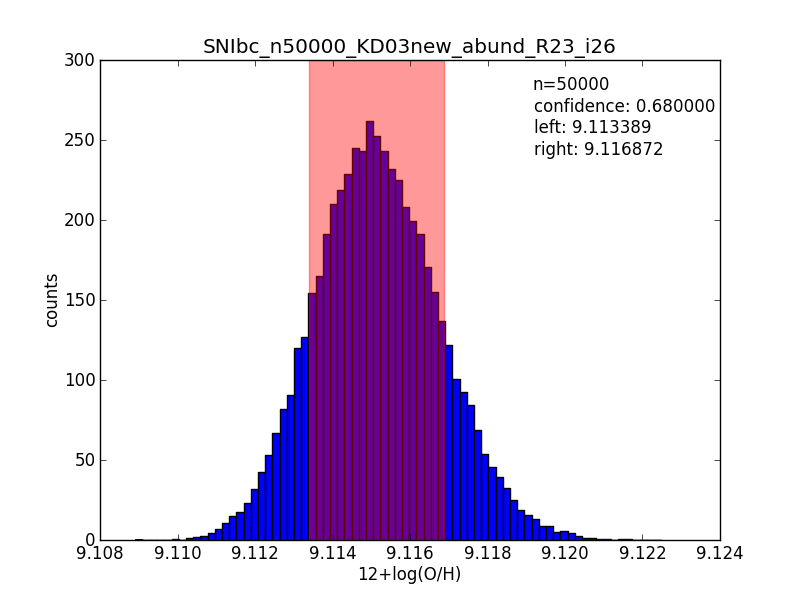 SNIbc_n50000_KD03new_abund_R23_i26
300
250
200
150
100
50
0
counts
n=50000
confidence: 0.680000
left: 9.113389
right: 9.116872
9.108 9.110 9.112 9.114 9.116 9.118 9.120 9.122 9.124
12+log(O/H)